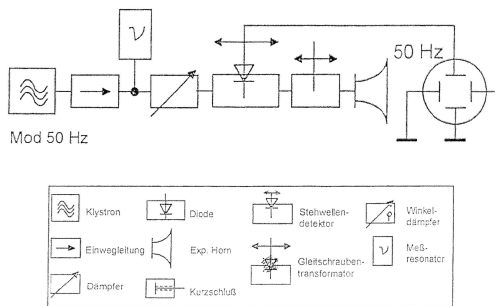 ν
50 Hz
Mod 50 Hz
Klystron
Diode
Stehwellen-
detektor
Winkel-
dämpfer
Einwegleitung
Exp. Horn
Gleitschrauben-
transformator
ν
Meß-
resonator
Dämpfer
Kurzschluß